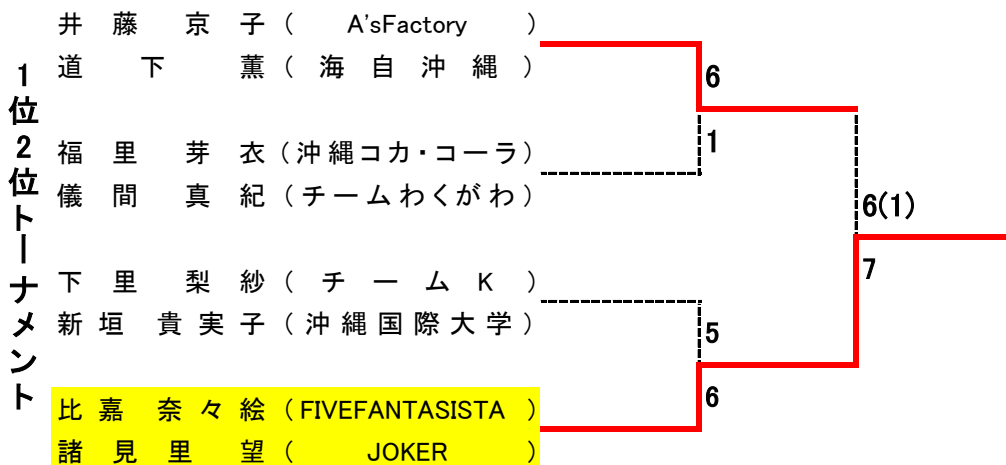 1位2位トーナメント
井藤京子(A'sFactory)
道下薫(海自沖縄)
福里芽衣(沖縄コカ・コーラ)
儀間真紀(チームわくがわ)
下里梨紗(チームK)
新垣貴実子(沖縄国際大学)
比嘉奈々絵(FIVEFANTASISTA)
諸見里望(JOKER)
6
1
5
6
6(1)
7